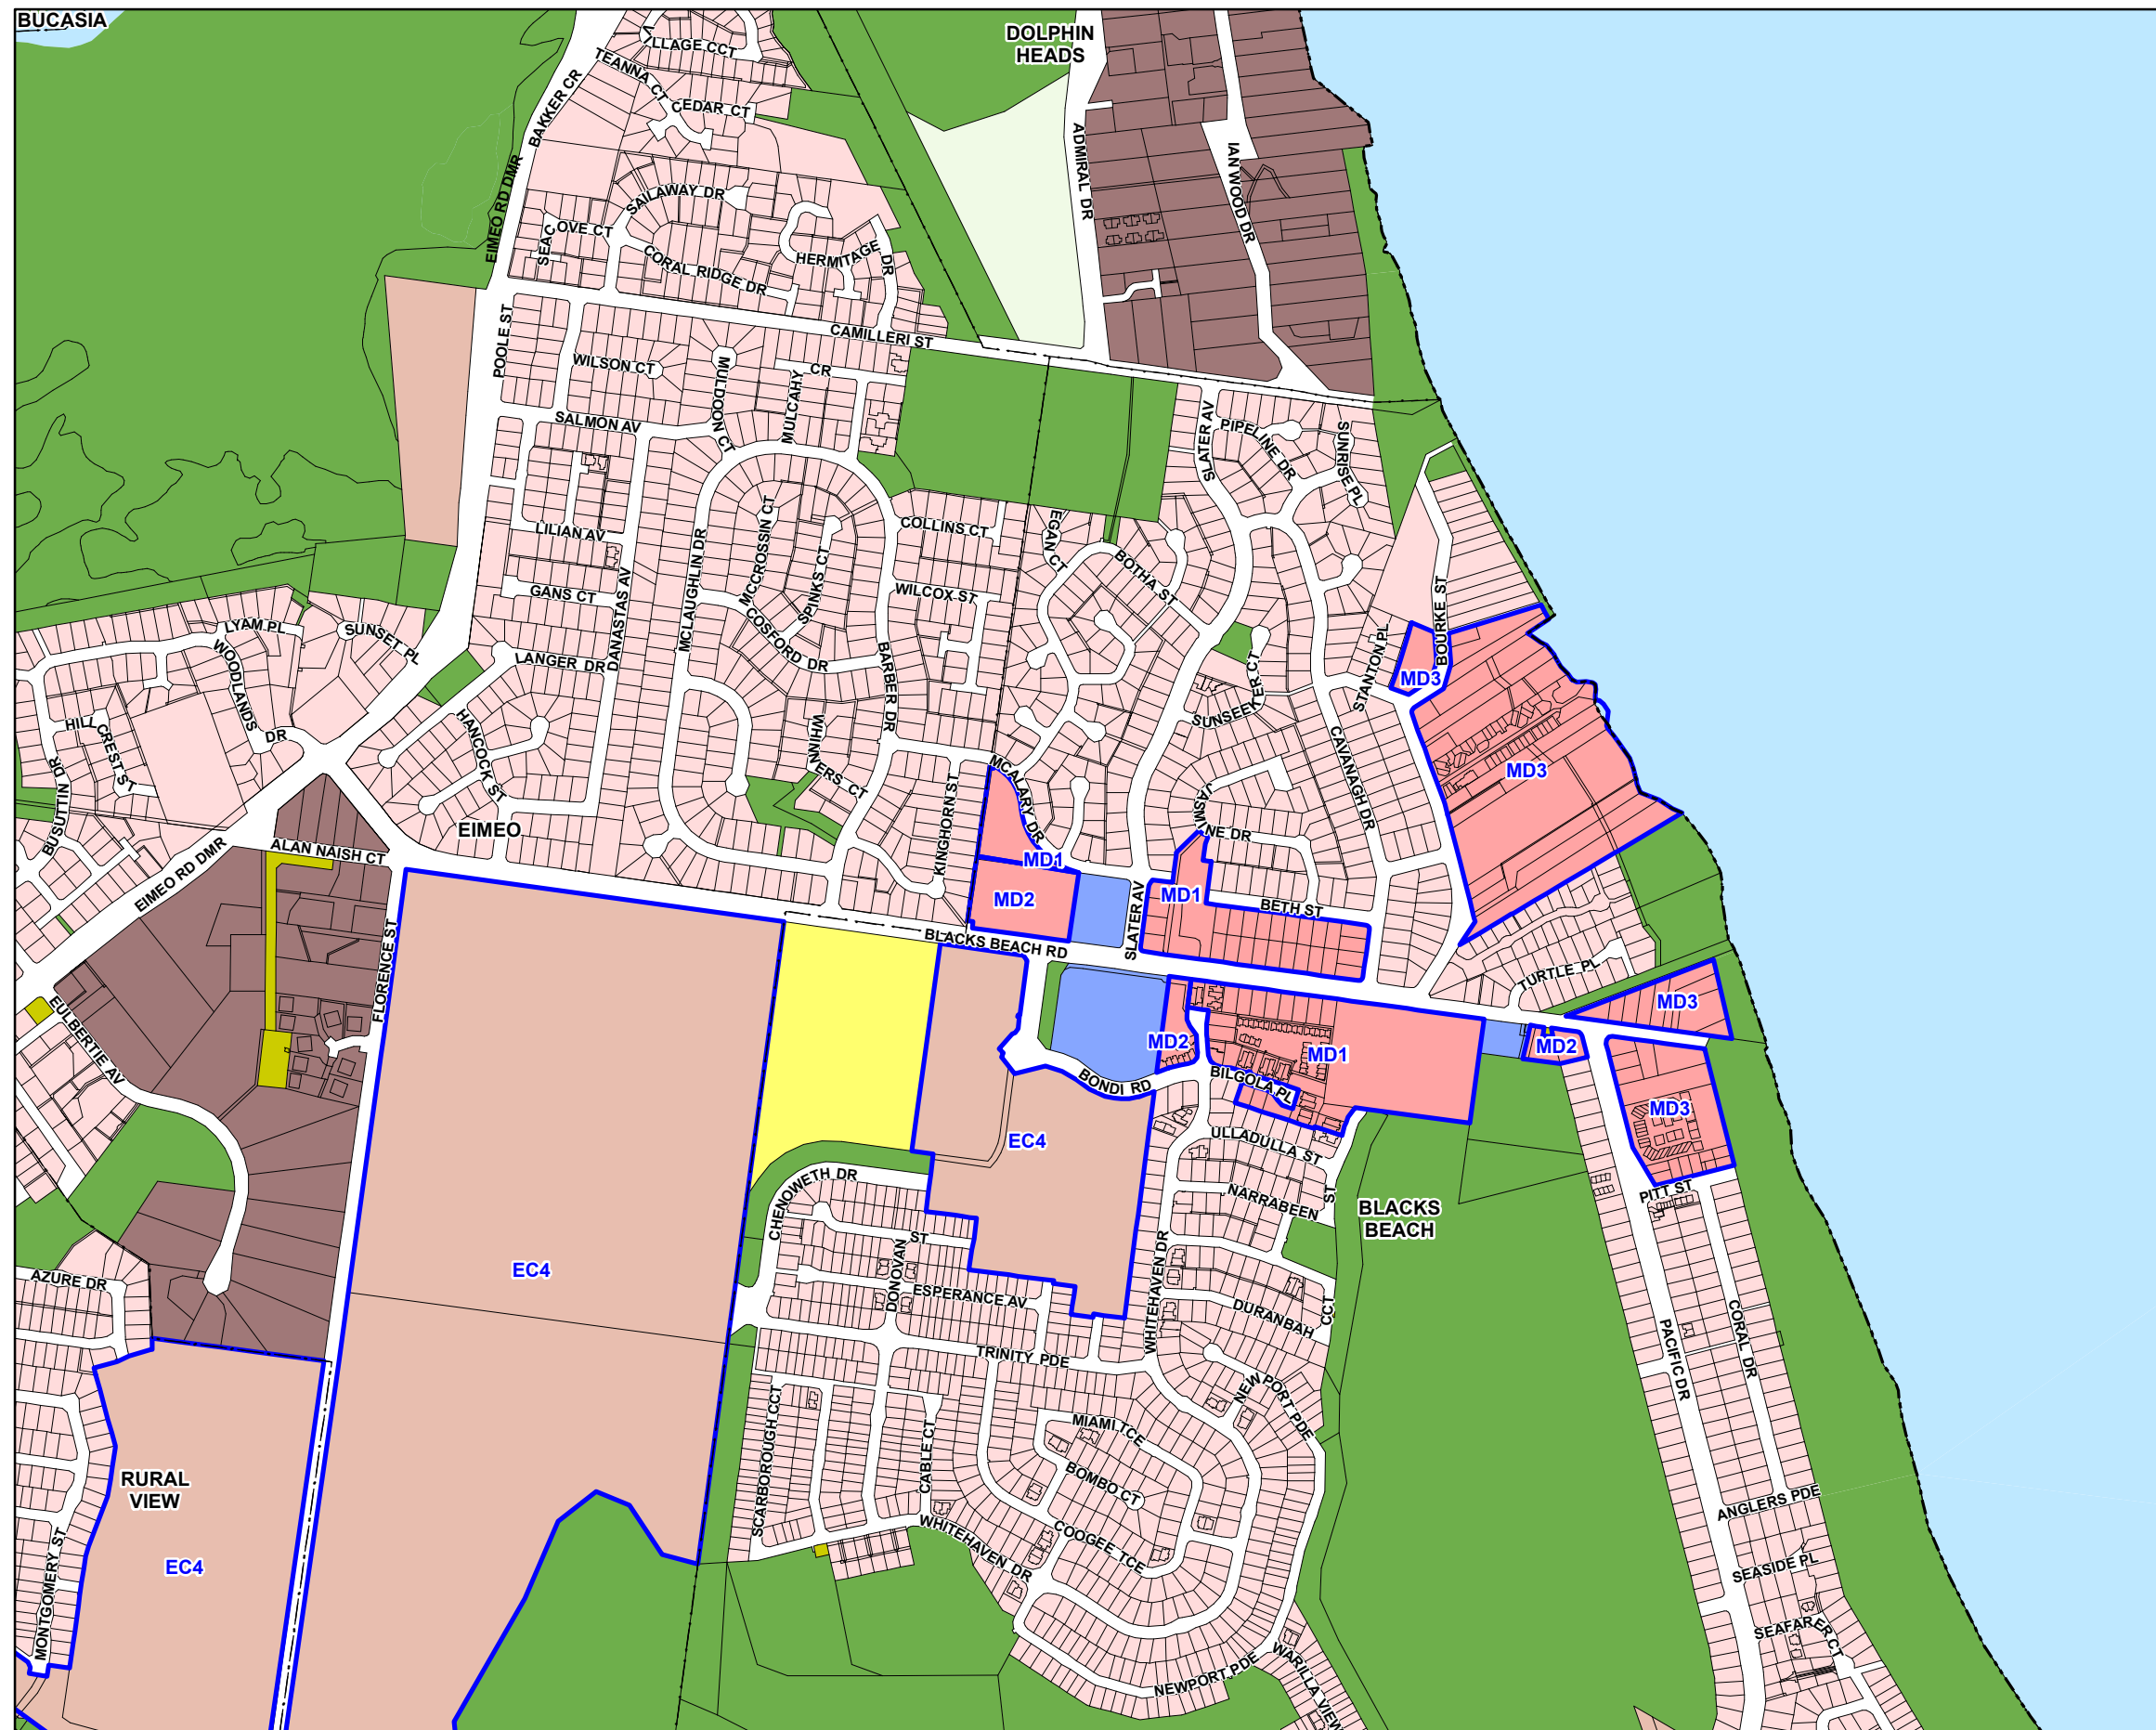 BUCASIA
DOLPHIN
HEADS
VILLAGE CCT
TEANNA CT
CEDAR CT
BAKKER CR
EIMEO RD DMR
ADMIRAL DR
IAN WOOD DR
SAILAWAY DR
SEACOVE CT
CORAL RIDGE DR
HERMITAGE DR
CAMILLERI ST
POOLE ST
WILSON CT
MULDOON CT
MULCAHY CR
SALMON AV
SLATER AV
PIPELINE DR
SUNRISE PL
LILIAN AV
MCCROSSIN CT
SPINKS CT
COLLINS CT
EGAN CT
BOTHA ST
GANS CT
DANASTAS AV
MCLAUGHLIN DR
COSFORD DR
WILCOX ST
LYAM PL
SUNSET PL
WOODLANDS DR
LANGER DR
BARBER DR
BOURKE ST
STANTON PL
MD3
SUNSEEKER CT
HILLCREST ST
HANCOCK ST
WHINNERS CT
MCALARY DR
CAVANAGH DR
MD3
BUSUTTIN DR
KINGHORN ST
JASMINE DR
EIMEO
ALAN NAISH CT
EIMEO RD DMR
MD1
MD2
MD1
BETH ST
SLATER AV
BLACKS BEACH RD
FLORENCE ST
TURTLE PL
MD3
EULBERTIE AV
MD2
MD1
MD2
BONDI RD
BILGOLA PL
MD3
EC4
ULLADULLA ST
CHENOWETH DR
NARRABEEN ST
PITT ST
BLACKS
BEACH
DONOVAN ST
EC4
AZURE DR
ESPERANCE AV
WHITEHAVEN DR
DURANBAH CCT
CORAL DR
PACIFIC DR
TRINITY PDE
NEWPORT PDE
SCARBOROUGH CCT
CABLE CT
MIAMI TCE
BOMBO CT
RURAL
VIEW
ANGLERS PDE
COOGEE TCE
WHITEHAVEN DR
MONTGOMERY ST
EC4
SEASIDE PL
SEAFARER CT
NEWPORT PDE
WARILLA VIEW